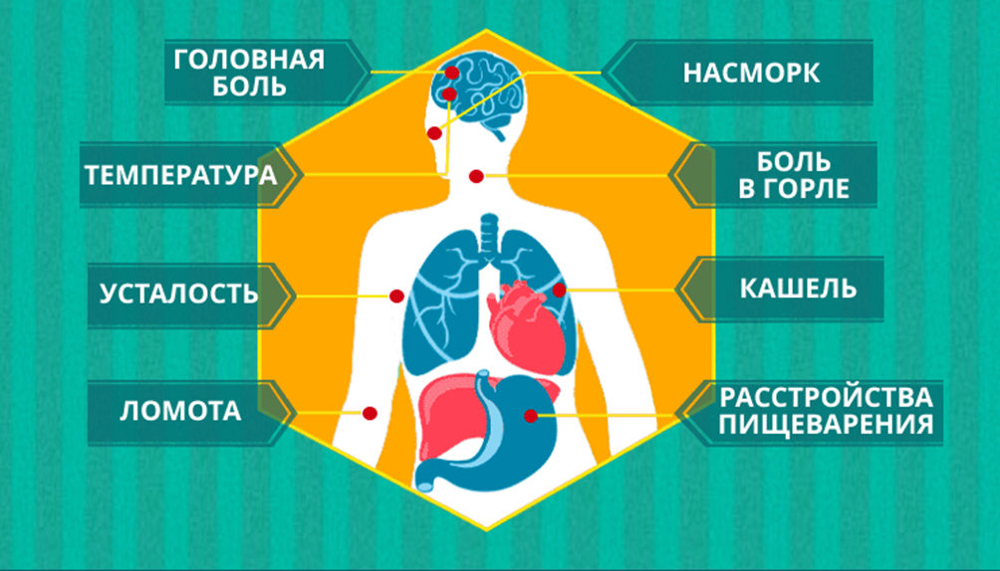 ГОЛОВНАЯ
БОЛЬ
НАСМОРК
ТЕМПЕРАТУРА
БОЛЬ
В ГОРЛЕ
УСТАЛОСТЬ
КАШЕЛЬ
ЛОМОТА
РАССТРОЙСТВА
ПИЩЕВАРЕНИЯ